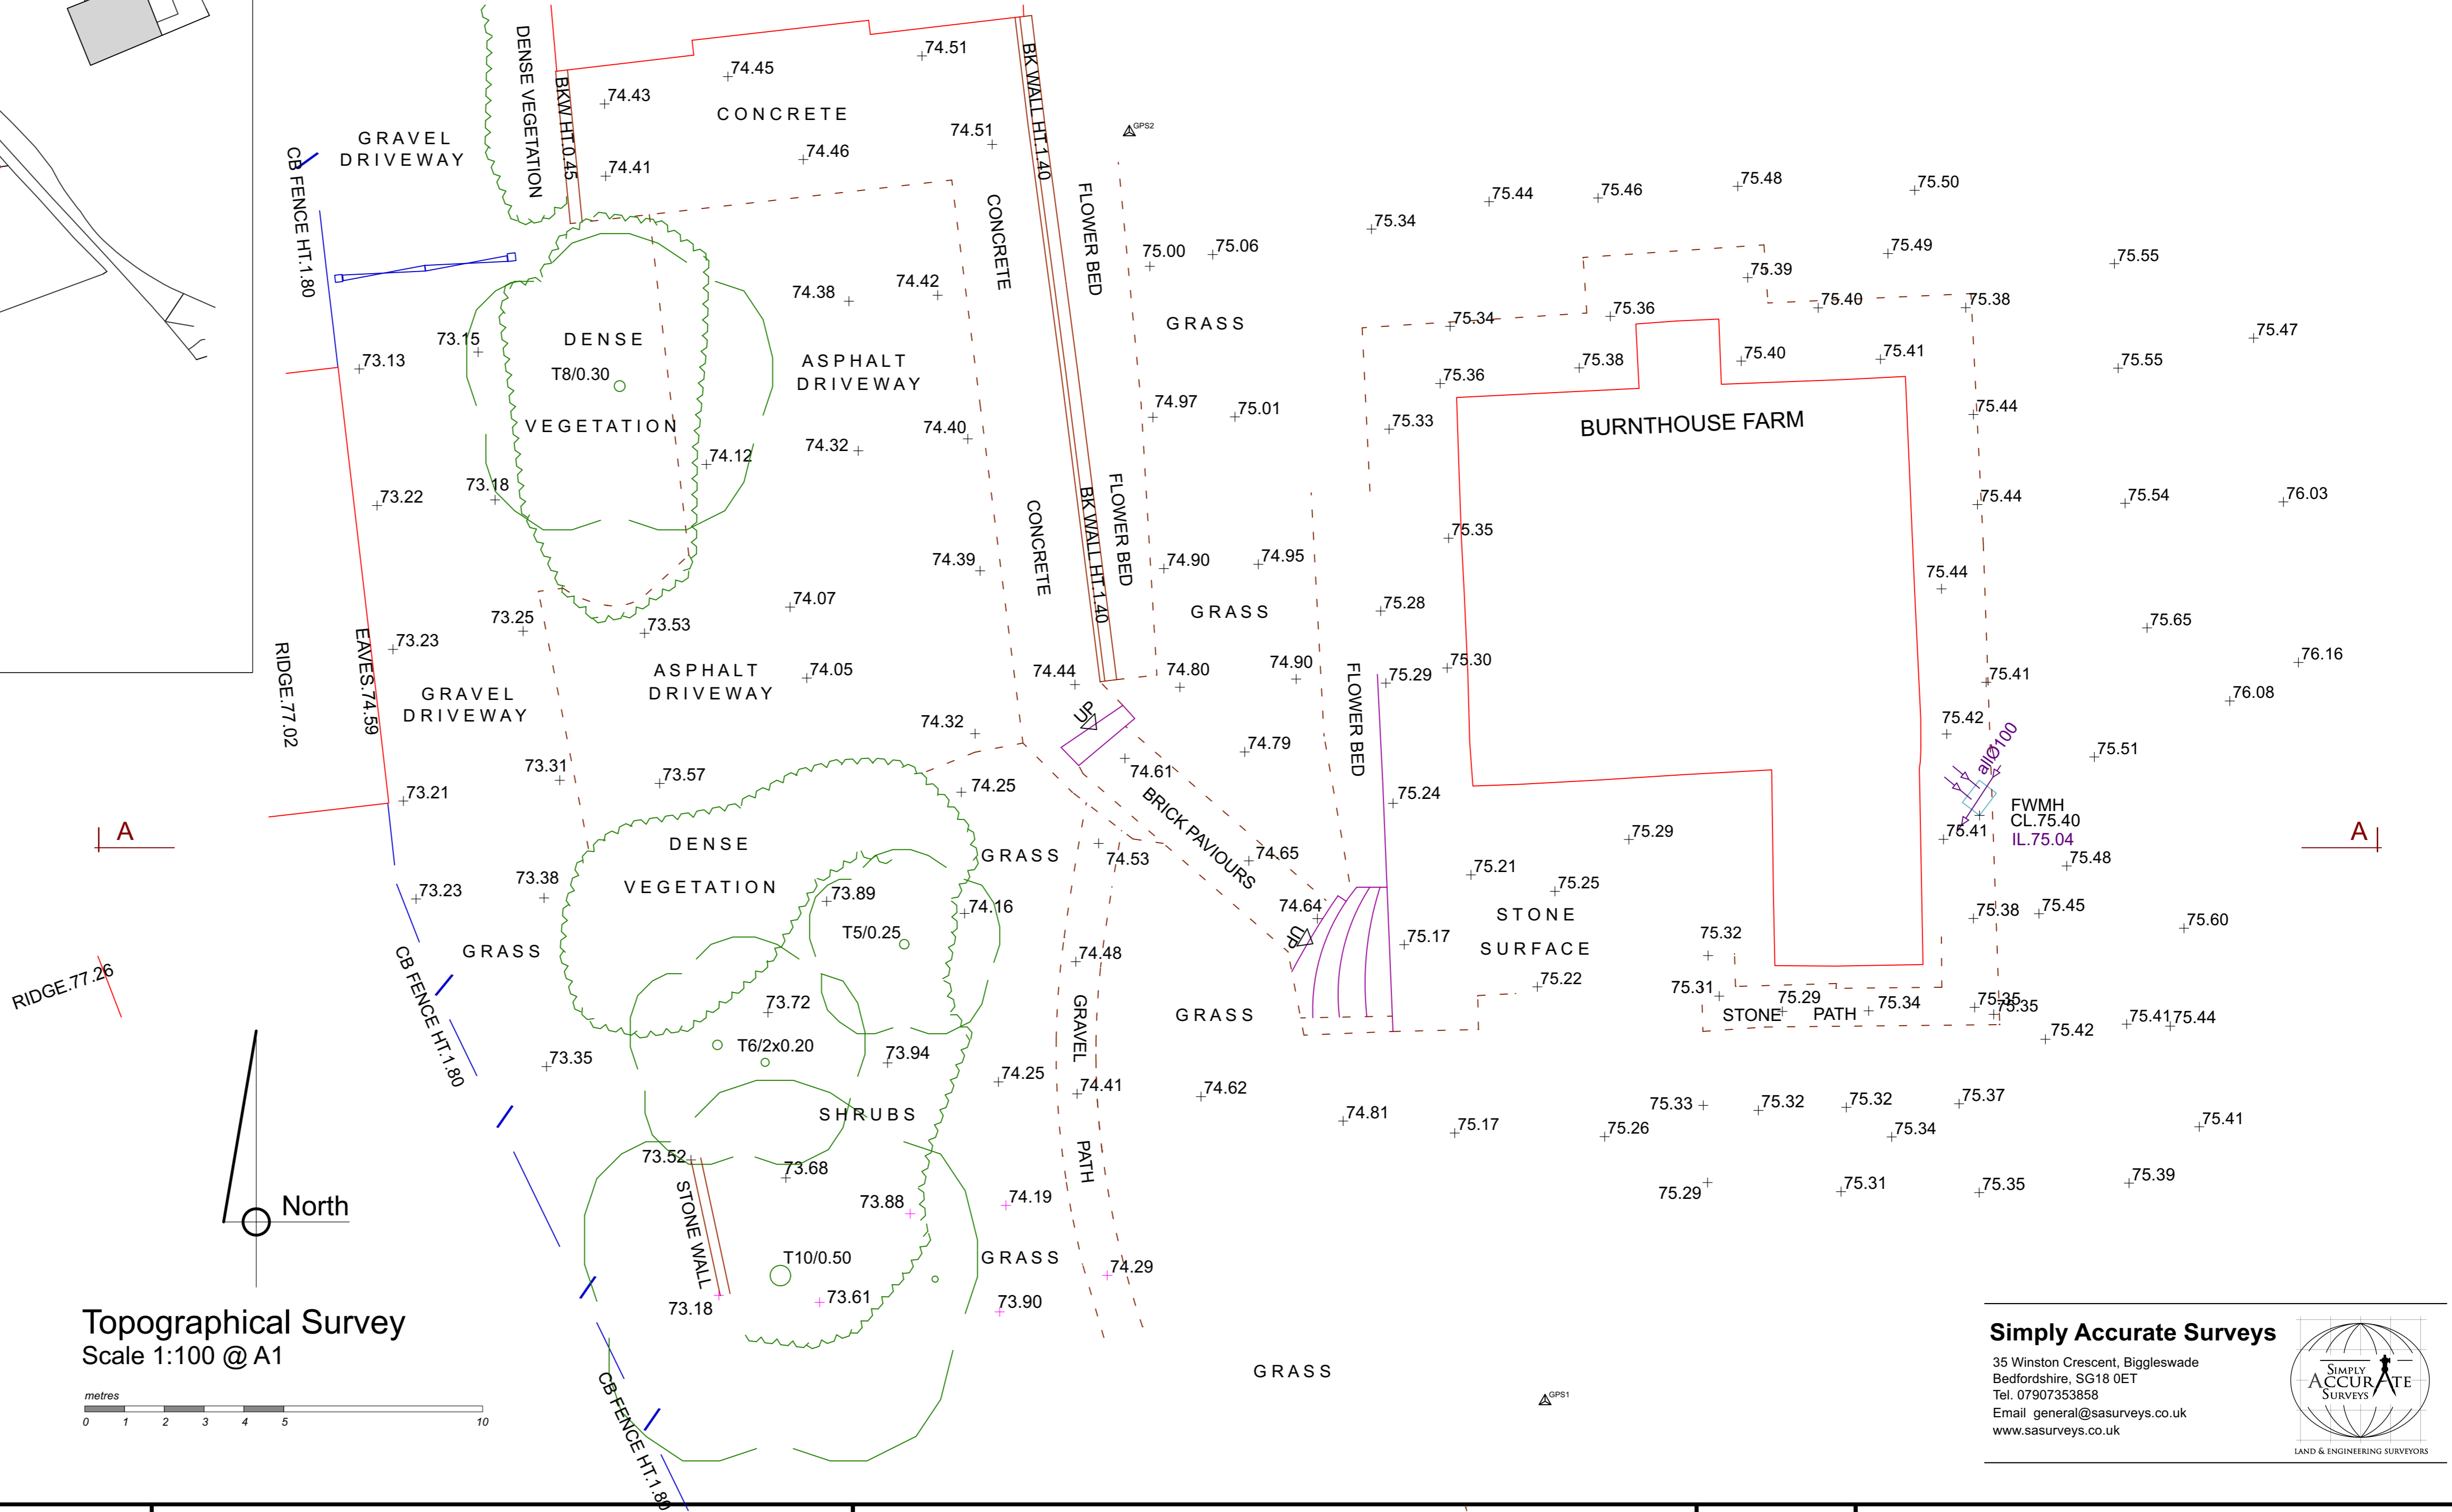 74.51
74.45
74.43
CONCRETE
DENSE VEGETATION
BKW HT.0.45
BK WALL HT.1.40
GPS2
74.51
GRAVEL
DRIVEWAY
74.46
74.41
CB FENCE HT.1.80
CONCRETE
FLOWER BED
75.48
75.50
75.46
75.44
75.34
75.00
75.06
75.49
75.55
75.39
74.42
74.38
75.40
75.38
75.36
75.34
GRASS
75.47
73.15
DENSE
73.13
ASPHALT
DRIVEWAY
T8/0.30
75.38
75.40
75.41
75.55
75.36
74.97
75.01
75.33
75.44
BURNTHOUSE FARM
VEGETATION
74.40
74.32
74.12
73.22
73.18
75.44
75.54
76.03
CONCRETE
BK WALL HT.1.40
FLOWER BED
75.35
74.39
74.90
74.95
75.44
74.07
73.25
73.53
73.23
GRASS
75.28
75.65
RIDGE.77.02
EAVES.74.59
ASPHALT
DRIVEWAY
74.05
74.44
74.80
74.90
FLOWER BED
75.29
75.30
75.41
76.16
76.08
GRAVEL
DRIVEWAY
UP
74.32
74.79
75.42
allØ100
75.51
73.31
73.57
74.61
74.25
73.21
75.24
BRICK PAVIOURS
FWMH
CL.75.40
IL.75.04
A
A
75.29
75.41
DENSE
GRASS
74.53
74.65
75.48
73.38
VEGETATION
73.23
73.89
75.21
75.25
74.16
74.64
UP
STONE
SURFACE
75.38
75.45
75.60
T5/0.25
75.32
75.17
GRASS
CB FENCE HT.1.80
74.48
RIDGE.77.26
73.72
75.22
75.31
75.29
75.34
75.35
75.35
STONE PATH
GRAVEL
PATH
GRASS
75.41
75.44
75.42
T6/2x0.20
73.35
73.94
74.25
74.41
74.62
75.33
75.32
75.32
75.37
SHRUBS
74.81
75.17
75.26
75.34
75.41
73.52
73.68
STONE WALL
73.88
74.19
75.29
75.31
75.35
75.39
North
T10/0.50
GRASS
74.29
73.18
73.61
73.90
Topographical Survey
Scale 1:100 @ A1
metres
0 1 2 3 4 5 10
CB FENCE HT.1.80
GRASS
GPS1
Simply Accurate Surveys
35 Winston Crescent, Biggleswade
Bedfordshire, SG18 0ET
Tel. 07907353858
Email general@sasurveys.co.uk
www.sasurveys.co.uk
SIMPLY
ACCURATE
SURVEYS
LAND & ENGINEERING SURVEYORS